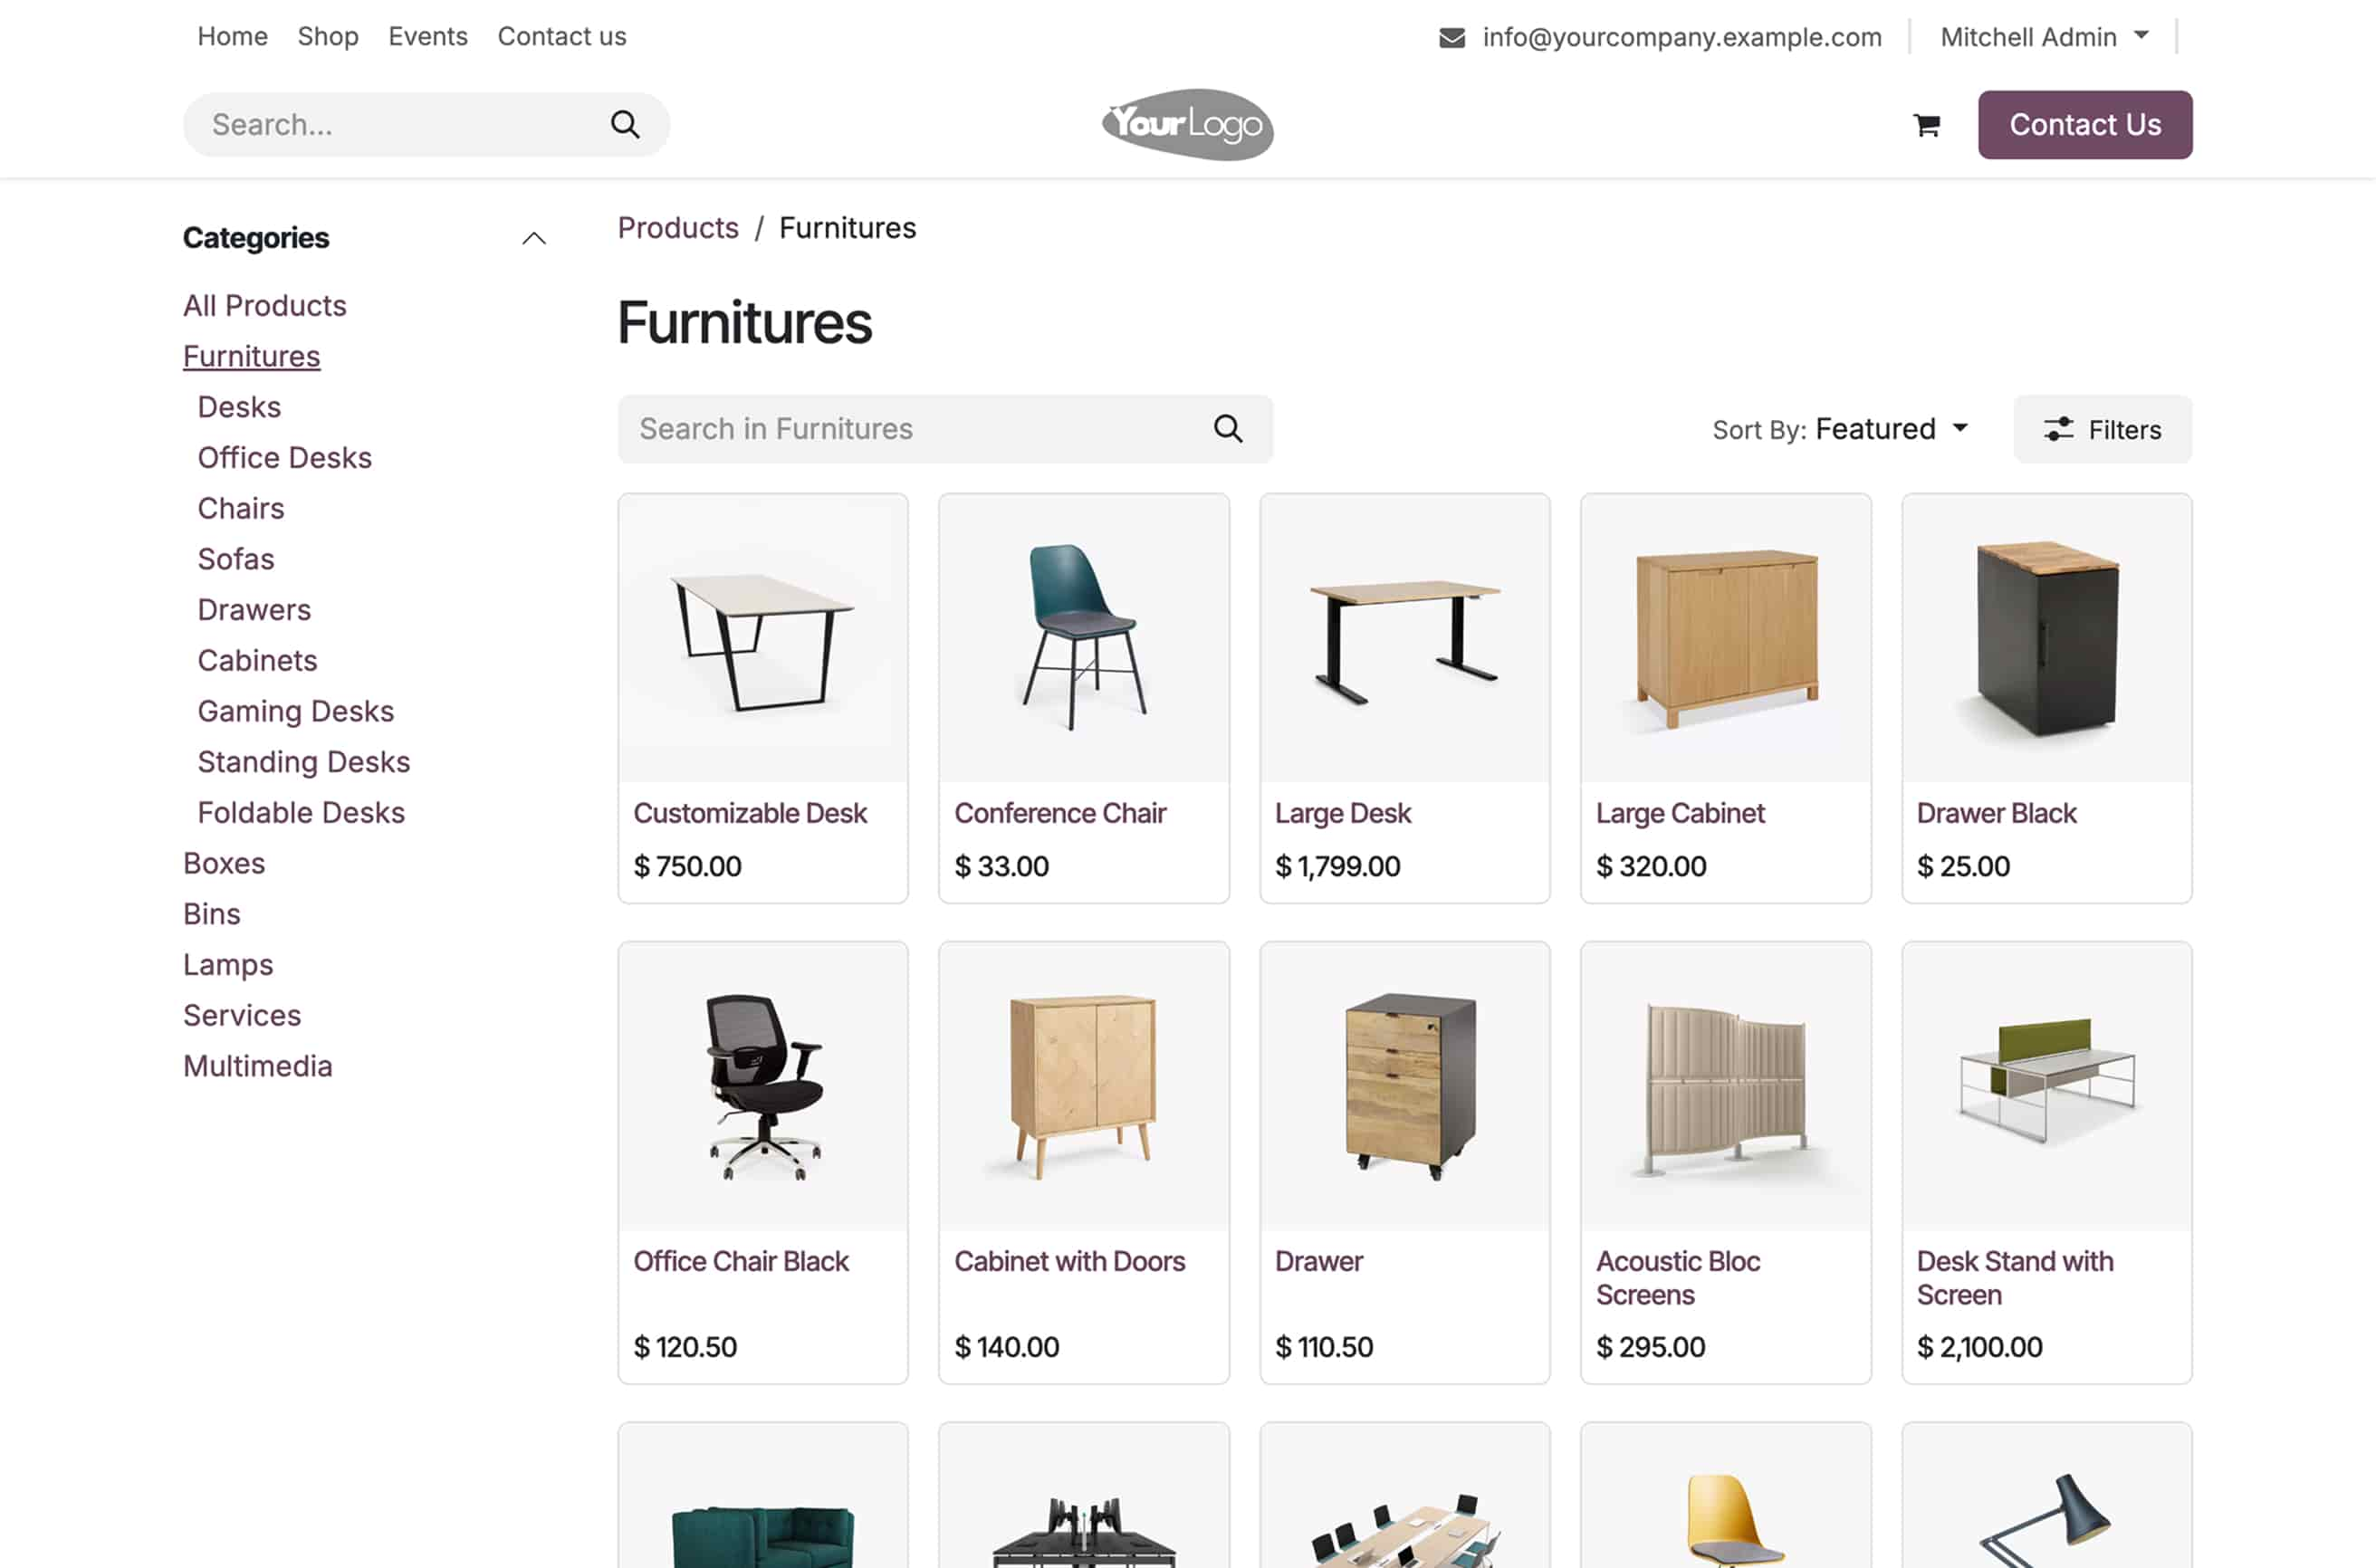 Home Shop Events Contact us info@yourcompany.example.com Mitchell Admin
Search... YourLogo Contact Us
Categories
All Products
Furnitures
Desks
Office Desks
Chairs
Sofas
Drawers
Cabinets
Gaming Desks
Standing Desks
Foldable Desks
Boxes
Bins
Lamps
Services
Multimedia
Products / Furnitures
Furnitures
Search in Furnitures Sort By: Featured Filters
Customizable Desk
$ 750.00
Conference Chair
$ 33.00
Large Desk
$ 1,799.00
Large Cabinet
$ 320.00
Drawer Black
$ 25.00
Office Chair Black
$ 120.50
Cabinet with Doors
$ 140.00
Drawer
$ 110.50
Acoustic Bloc
Screens
$ 295.00
Desk Stand with
Screen
$ 2,100.00